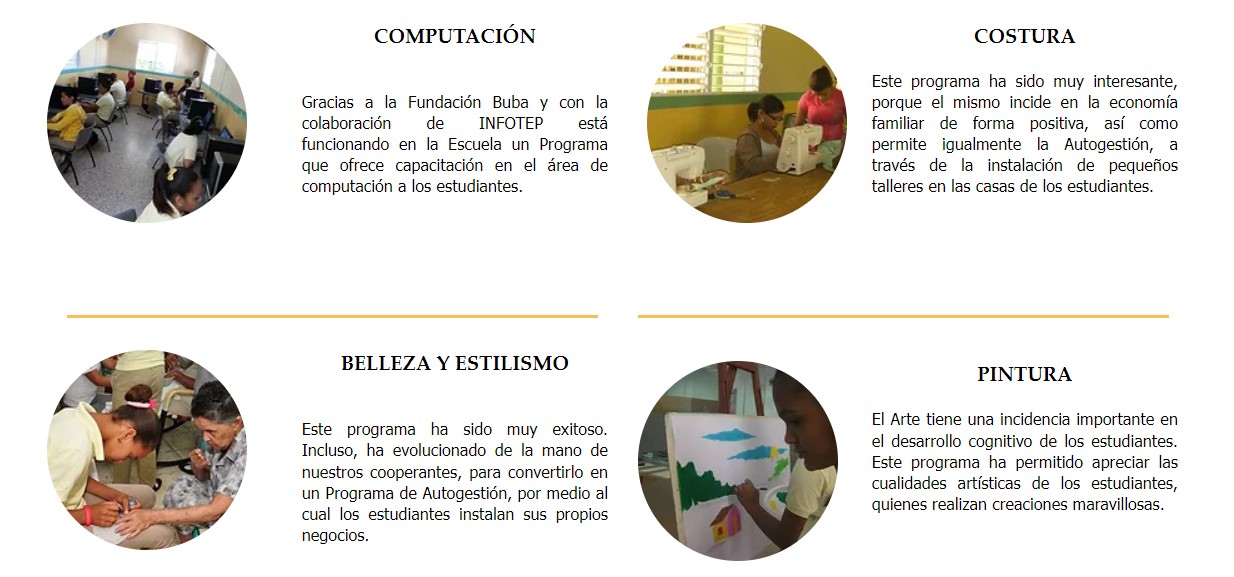 COMPUTACIÓN
Gracias a la Fundación Buba y con la
colaboración de INFOTEP está
funcionando en la Escuela un Programa
que ofrece capacitación en el área de
computación a los estudiantes.
COSTURA
Este programa ha sido muy interesante,
porque el mismo incide en la economía
familiar de forma positiva, así como
permite igualmente la Autogestión, a
través de la instalación de pequeños
talleres en las casas de los estudiantes.
BELLEZA Y ESTILISMO
Este programa ha sido muy exitoso.
Incluso, ha evolucionado de la mano de
nuestros cooperantes, para convertirlo en
un Programa de Autogestión, por medio al
cual los estudiantes instalan sus propios
negocios.
PINTURA
El Arte tiene una incidencia importante en
el desarrollo cognitivo de los estudiantes.
Este programa ha permitido apreciar las
cualidades artísticas de los estudiantes,
quienes realizan creaciones maravillosas.